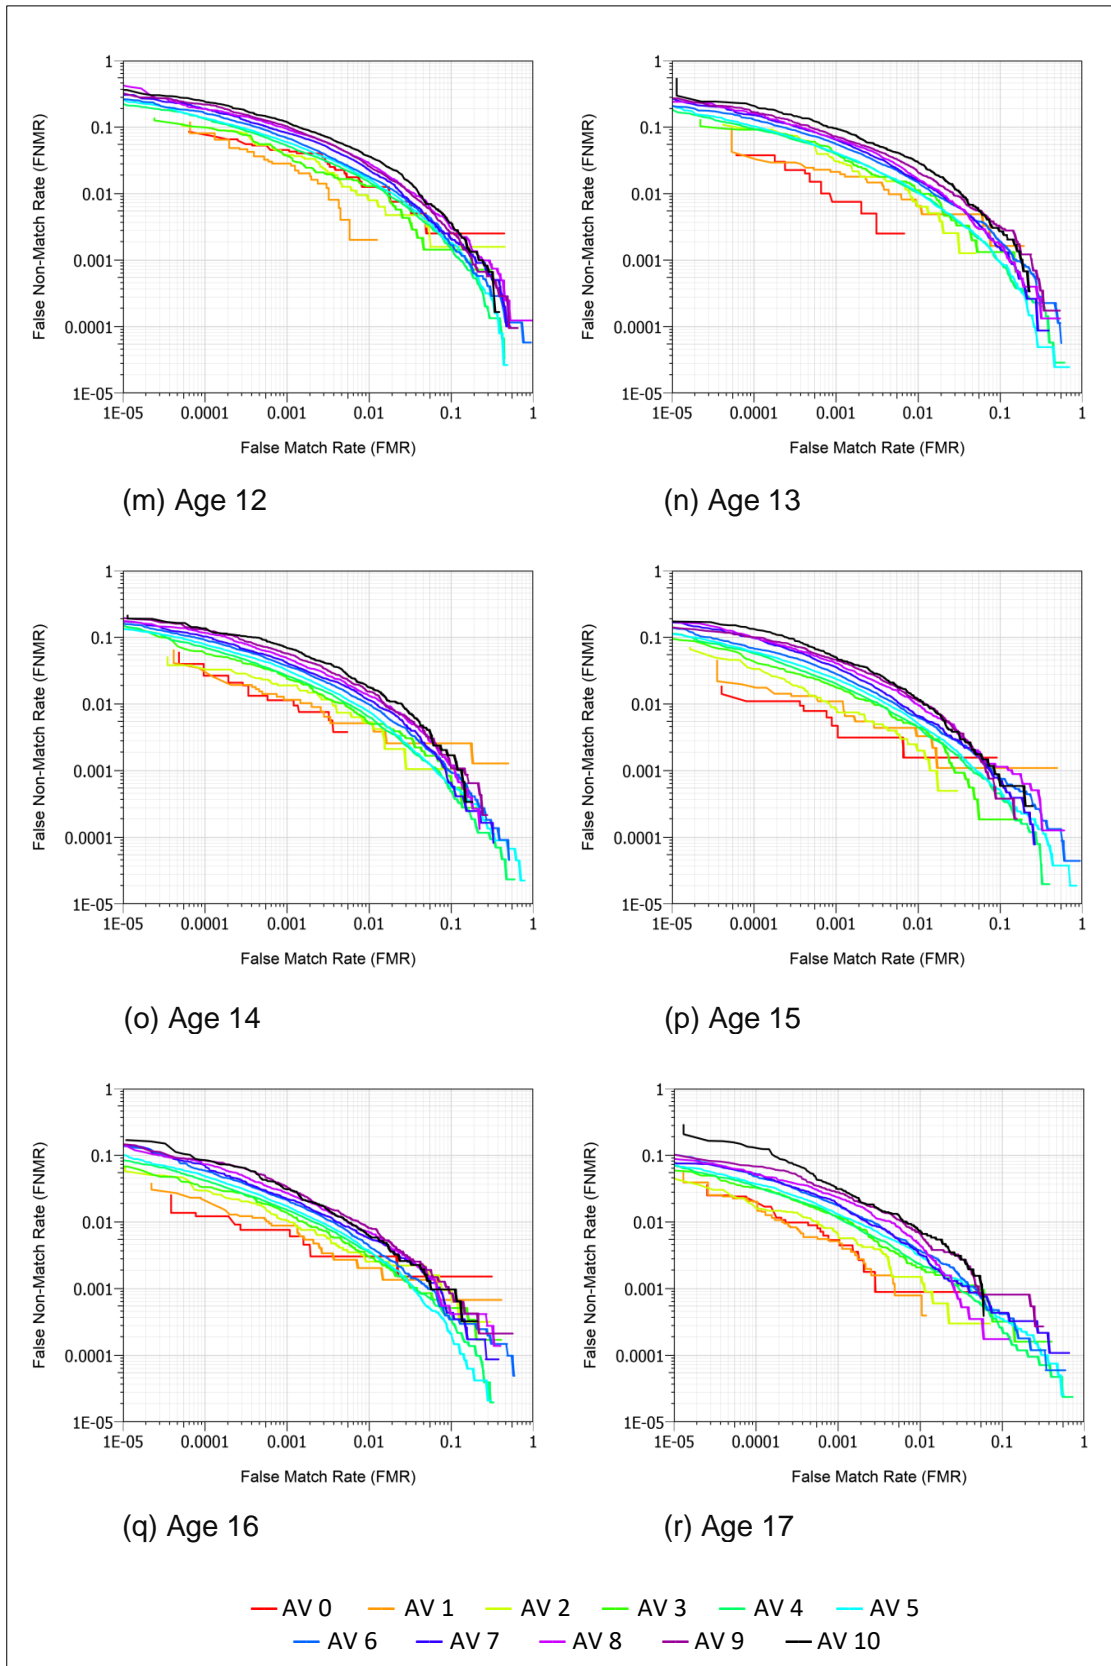 1
1
0.1
0.1
0.01
0.01
0.001
0.001
0.0001
0.0001
1E-05
1E-05
1E-05 0.0001 0.001 0.01 0.1 1
1E-05 0.0001 0.001 0.01 0.1 1
False Non-Match Rate (FNMR)
False Non-Match Rate (FNMR)
False Match Rate (FMR)
False Match Rate (FMR)
(m) Age 12
(n) Age 13
1
1
0.1
0.1
0.01
0.01
0.001
0.001
0.0001
0.0001
1E-05
1E-05
1E-05 0.0001 0.001 0.01 0.1 1
1E-05 0.0001 0.001 0.01 0.1 1
False Non-Match Rate (FNMR)
False Non-Match Rate (FNMR)
False Match Rate (FMR)
False Match Rate (FMR)
(o) Age 14
(p) Age 15
1
1
0.1
0.1
0.01
0.01
0.001
0.001
0.0001
0.0001
1E-05
1E-05
1E-05 0.0001 0.001 0.01 0.1 1
1E-05 0.0001 0.001 0.01 0.1 1
False Non-Match Rate (FNMR)
False Non-Match Rate (FNMR)
False Match Rate (FMR)
False Match Rate (FMR)
(q) Age 16
(r) Age 17
AV 0 AV 1 AV 2 AV 3 AV 4 AV 5
AV 6 AV 7 AV 8 AV 9 AV 10